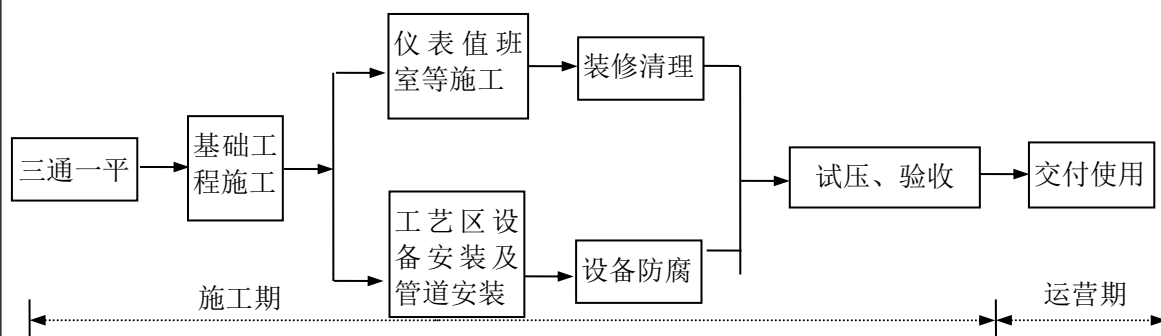 三通一平
基础工
程施工
仪表值班
室等施工
装修清理
工艺区设
备安装及
管道安装
设备防腐
试压、验收
交付使用
施工期
运营期